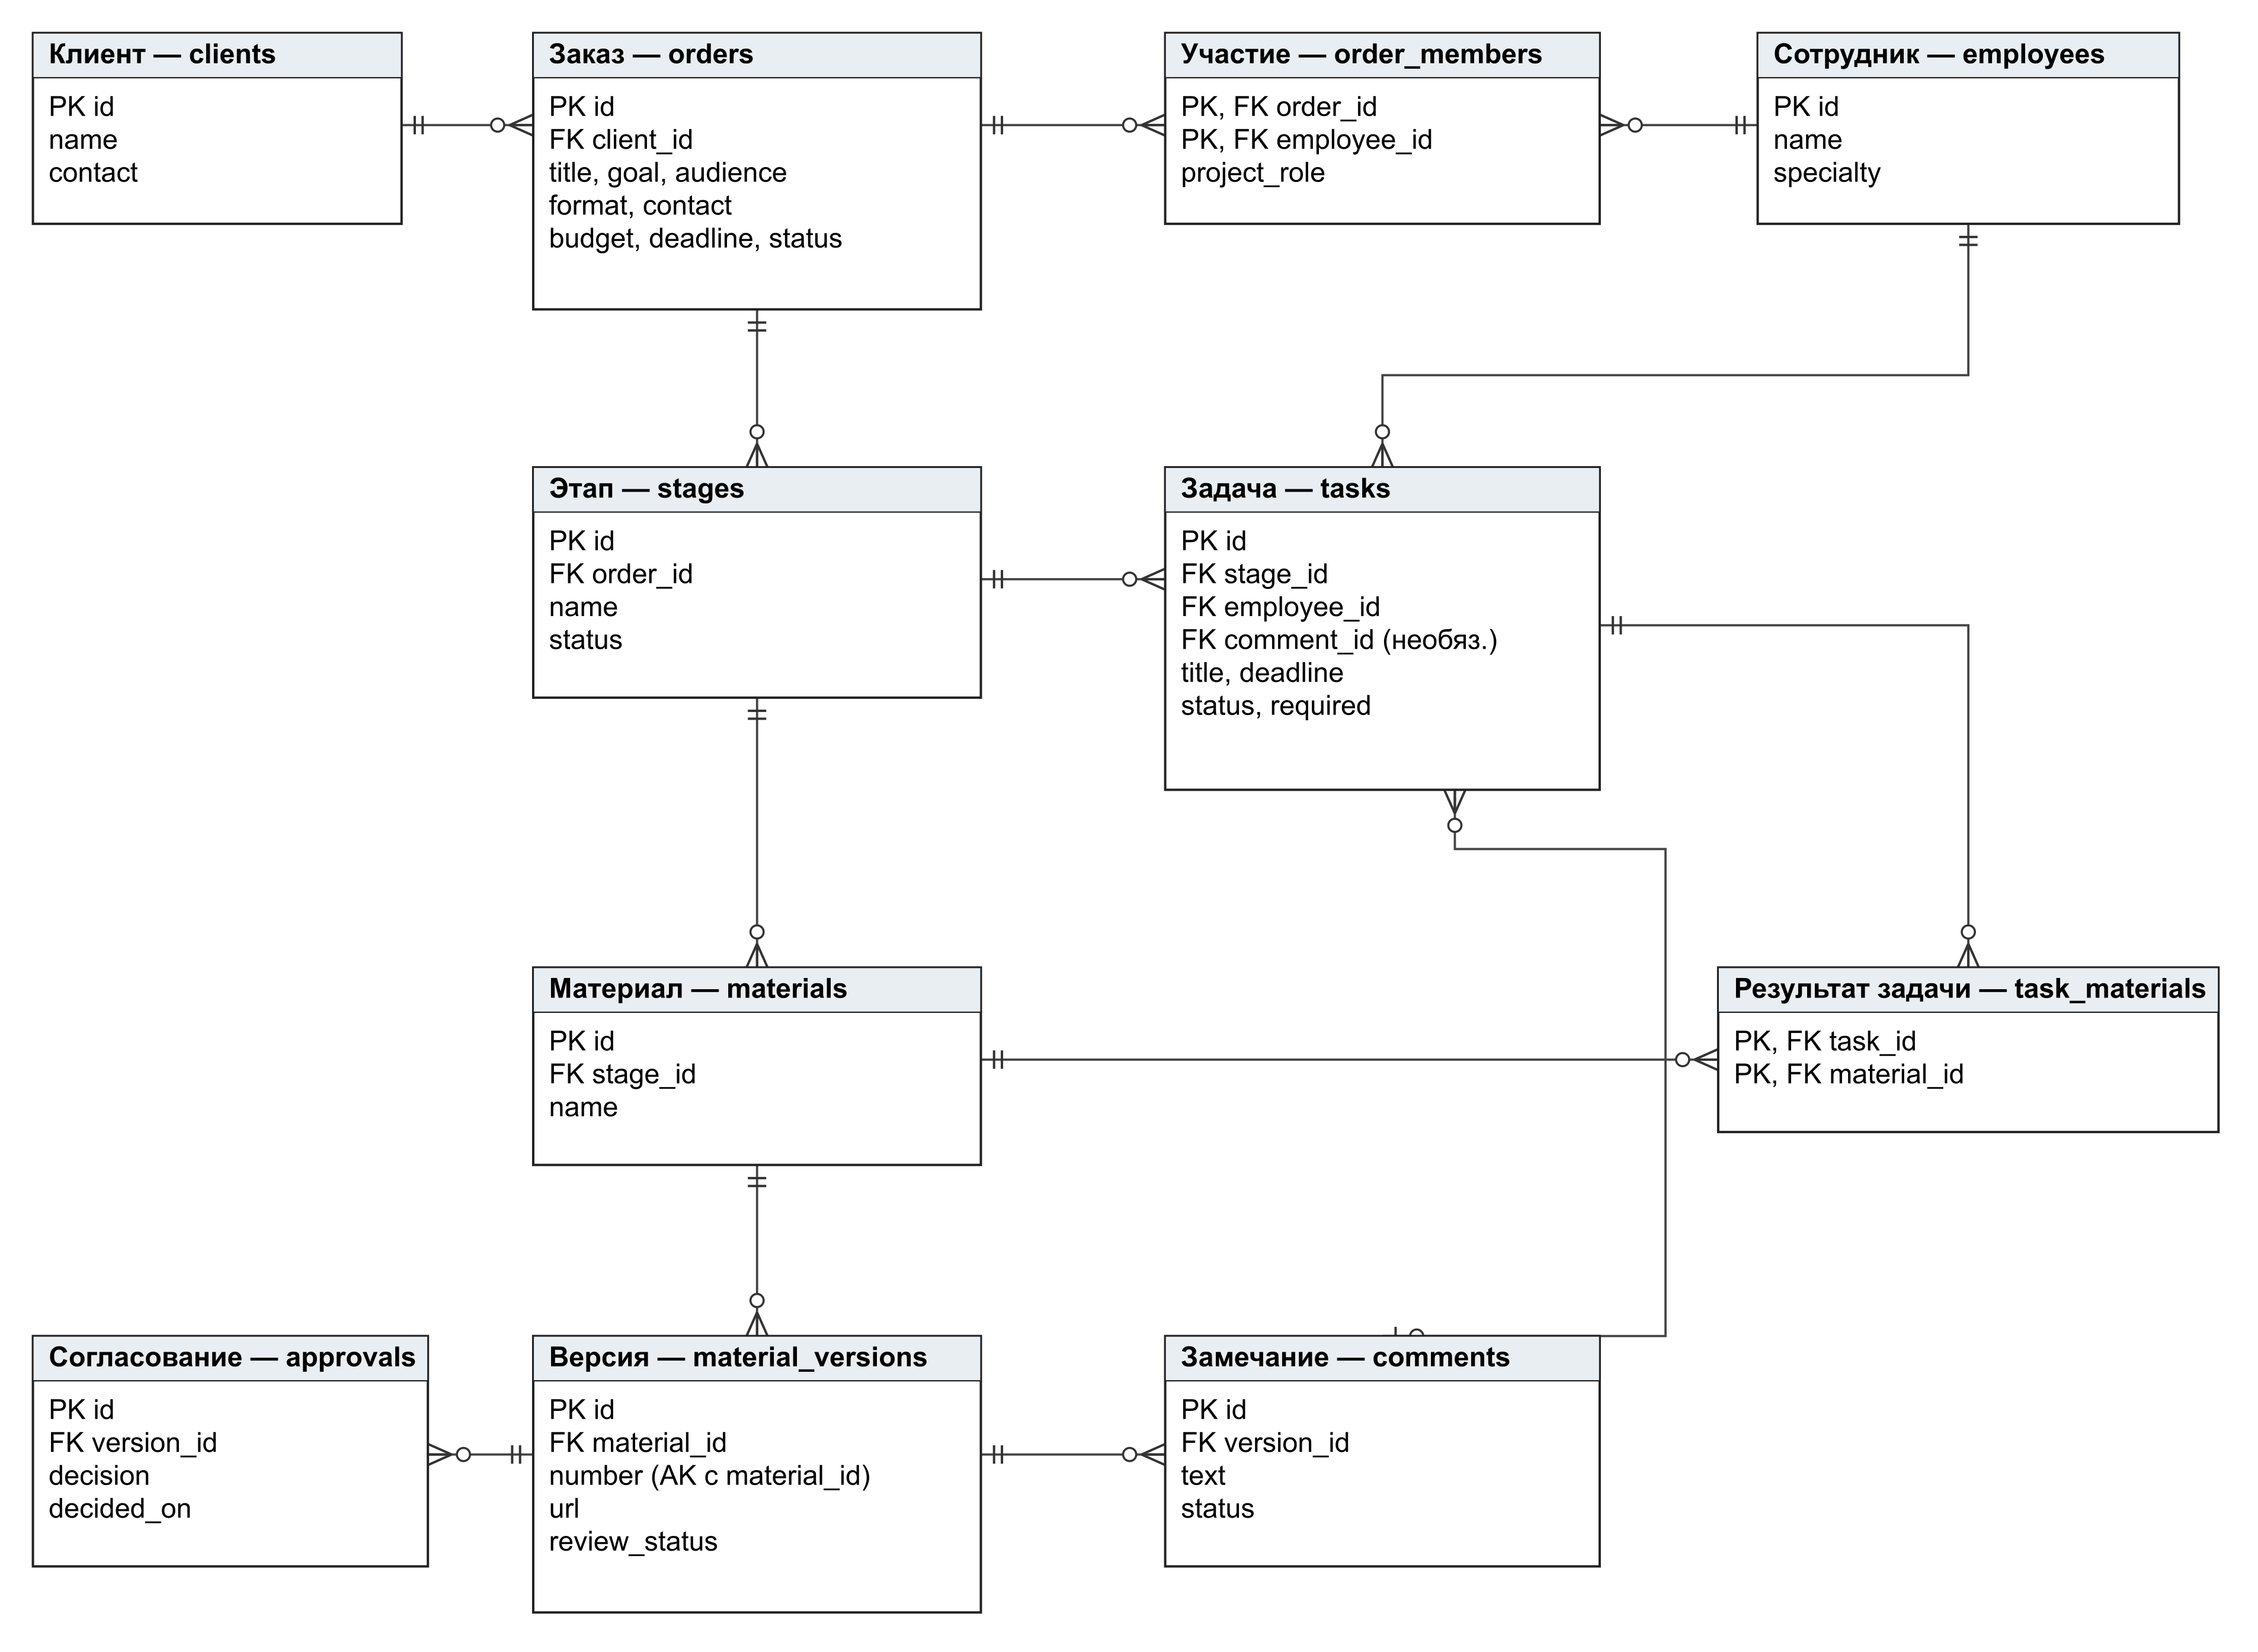 Клиент — clients
PK id
name
contact
Заказ — orders
PK id
FK client_id
title, goal, audience
format, contact
budget, deadline, status
Участие — order_members
PK, FK order_id
PK, FK employee_id
project_role
Сотрудник — employees
PK id
name
specialty
Этап — stages
PK id
FK order_id
name
status
Задача — tasks
PK id
FK stage_id
FK employee_id
FK comment_id (необяз.)
title, deadline
status, required
Материал — materials
PK id
FK stage_id
name
Результат задачи — task_materials
PK, FK task_id
PK, FK material_id
Согласование — approvals
PK id
FK version_id
decision
decided_on
Версия — material_versions
PK id
FK material_id
number (AK с material_id)
url
review_status
Замечание — comments
PK id
FK version_id
text
status